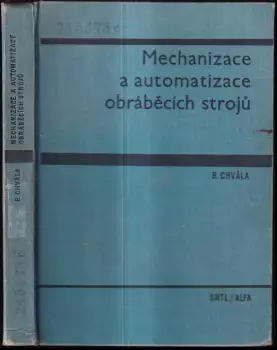 MECHANIZACE A AUTOMATIZACE
OBRÁBĚCÍCH STROJŮ
B. CHVÁLA
Mechanizace
a automatizace
obráběcích strojů
B. CHVÁLA
SNTL/ALFA